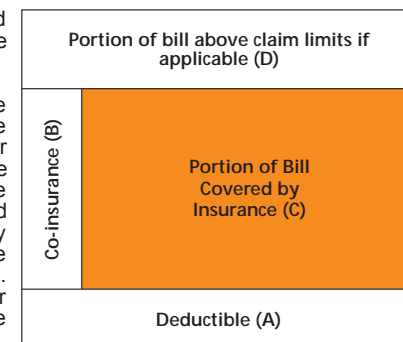 Portion of bill above claim limits if
applicable (D)
Co-insurance (B)
Portion of Bill
Covered by
Insurance (C)
Deductible (A)